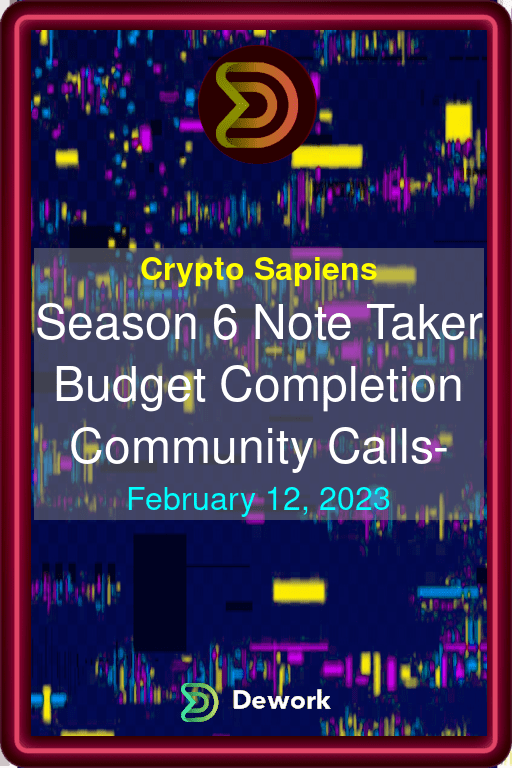 Crypto Sapiens
Season 6 Note Taker
Budget Completion
Community Calls-
February 12, 2023
Dework